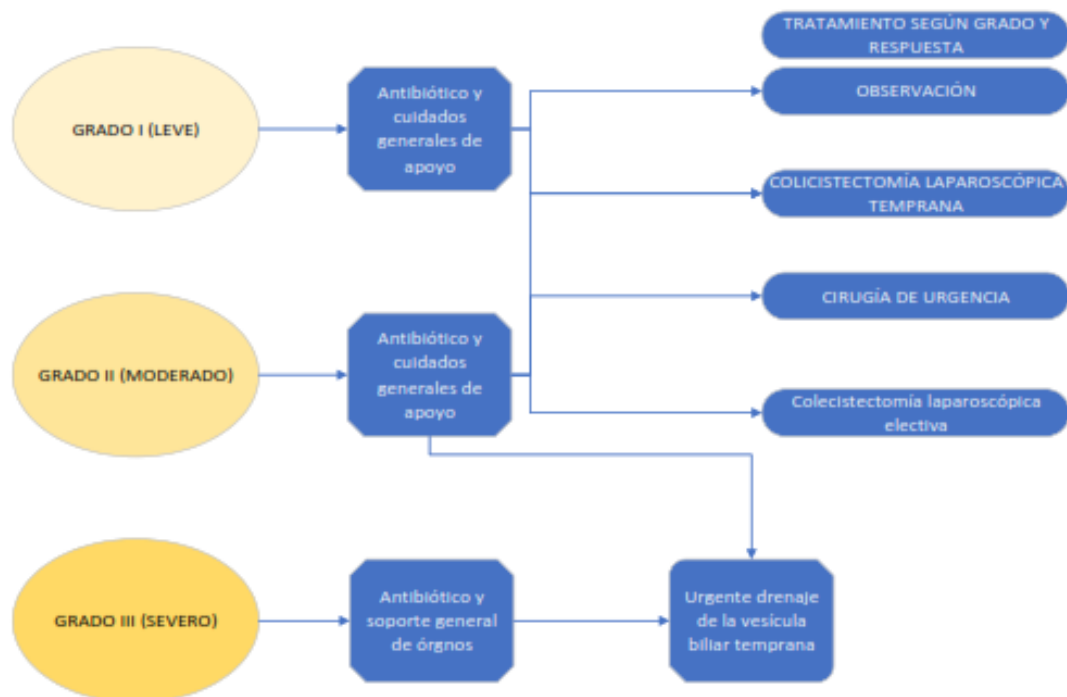 TRATAMIENTO SEGÚN GRADO Y
RESPUESTA
GRADO I (LEVE)
Antibiótico y
cuidados
generales de
apoyo
OBSERVACIÓN
COLICISTECTOMÍA LAPAROSCÓPICA
TEMPRANA
CIRUGÍA DE URGENCIA
GRADO II (MODERADO)
Antibiótico y
cuidados
generales de
apoyo
Colecistectomía laparoscópica
electiva
GRADO III (SEVERO)
Antibiótico y
soporte general
de órgnos
Urgente drenaje
de la vesícula
biliar temprana